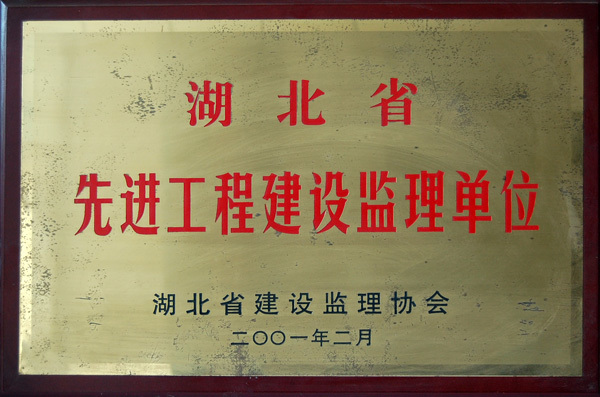 湖北省
先进工程建设监理单位
湖北省建设监理协会
二〇〇一年二月